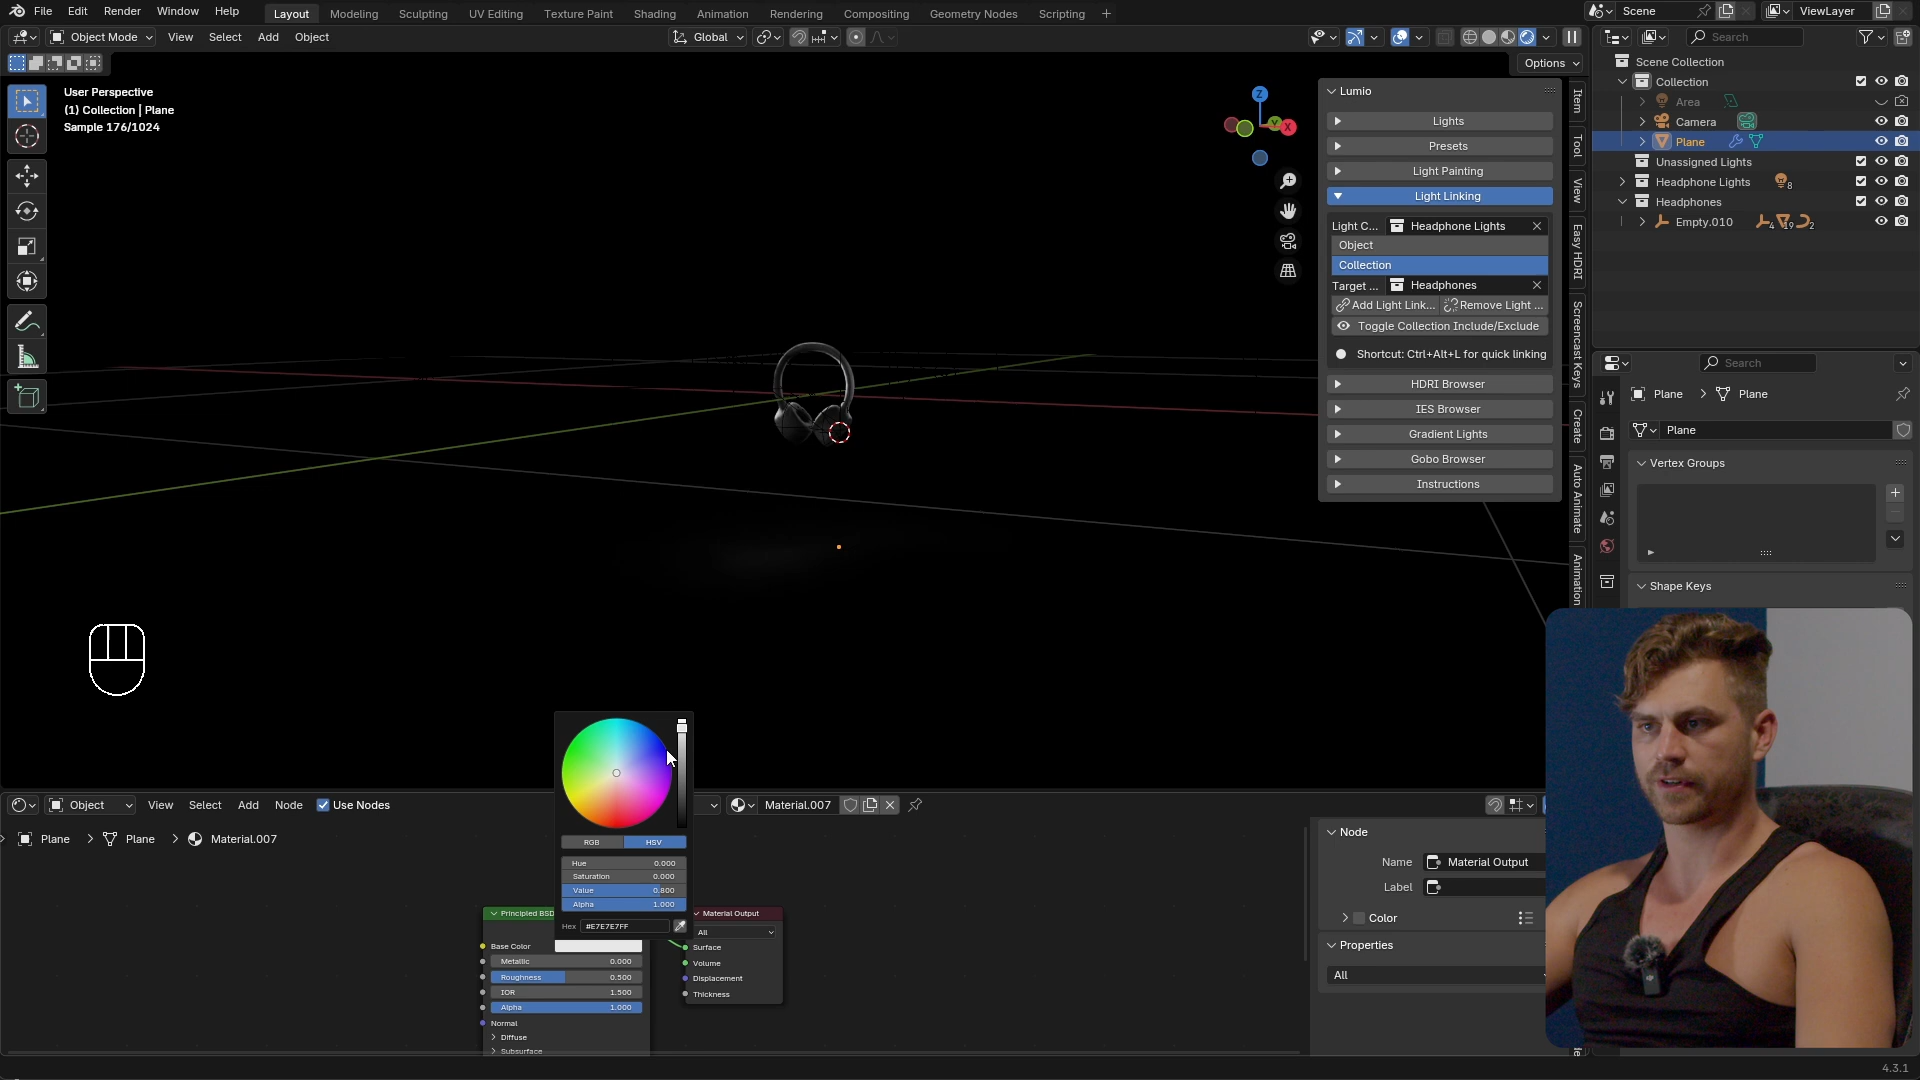 File Edit Render Window Help Layout Modeling Sculpting UV Editing Texture Paint Shading Animation Rendering Compositing Geometry Nodes Scripting + Scene ViewLayer
Object Mode View Select Add Object Global Search
Options
User Perspective
(1) Collection | Plane
Sample 176/1024
Z
Y
X
Lumio
Lights
Presets
Light Painting
Light Linking
Light C... Headphone Lights
Object
Collection
Target ... Headphones
Add Light Link... Remove Light ...
Toggle Collection Include/Exclude
Shortcut: Ctrl+Alt+L for quick linking
HDRI Browser
IES Browser
Gradient Lights
Gobo Browser
Instructions
Item
Tool
View
Easy HDRI
Screencast Keys
Create
Auto Animate
Animation
Scene Collection
Collection
Area
Camera
Plane
Unassigned Lights
Headphone Lights 8
Headphones
Empty.010 4 19 2
Search
Plane Plane
Plane
Vertex Groups
Shape Keys
Object View Select Add Node Use Nodes Material.007
Plane Plane Material.007
RGB HSV
Hue 0.000
Saturation 0.000
Value 0.800
Alpha 1.000
Hex #E7E7E7FF
Principled BSD
Base Color
Metallic 0.000
Roughness 0.500
IOR 1.500
Alpha 1.000
Normal
Diffuse
Subsurface
Material Output
All
Surface
Volume
Displacement
Thickness
Node
Name Material Output
Label
Color
Properties
All
4.3.1